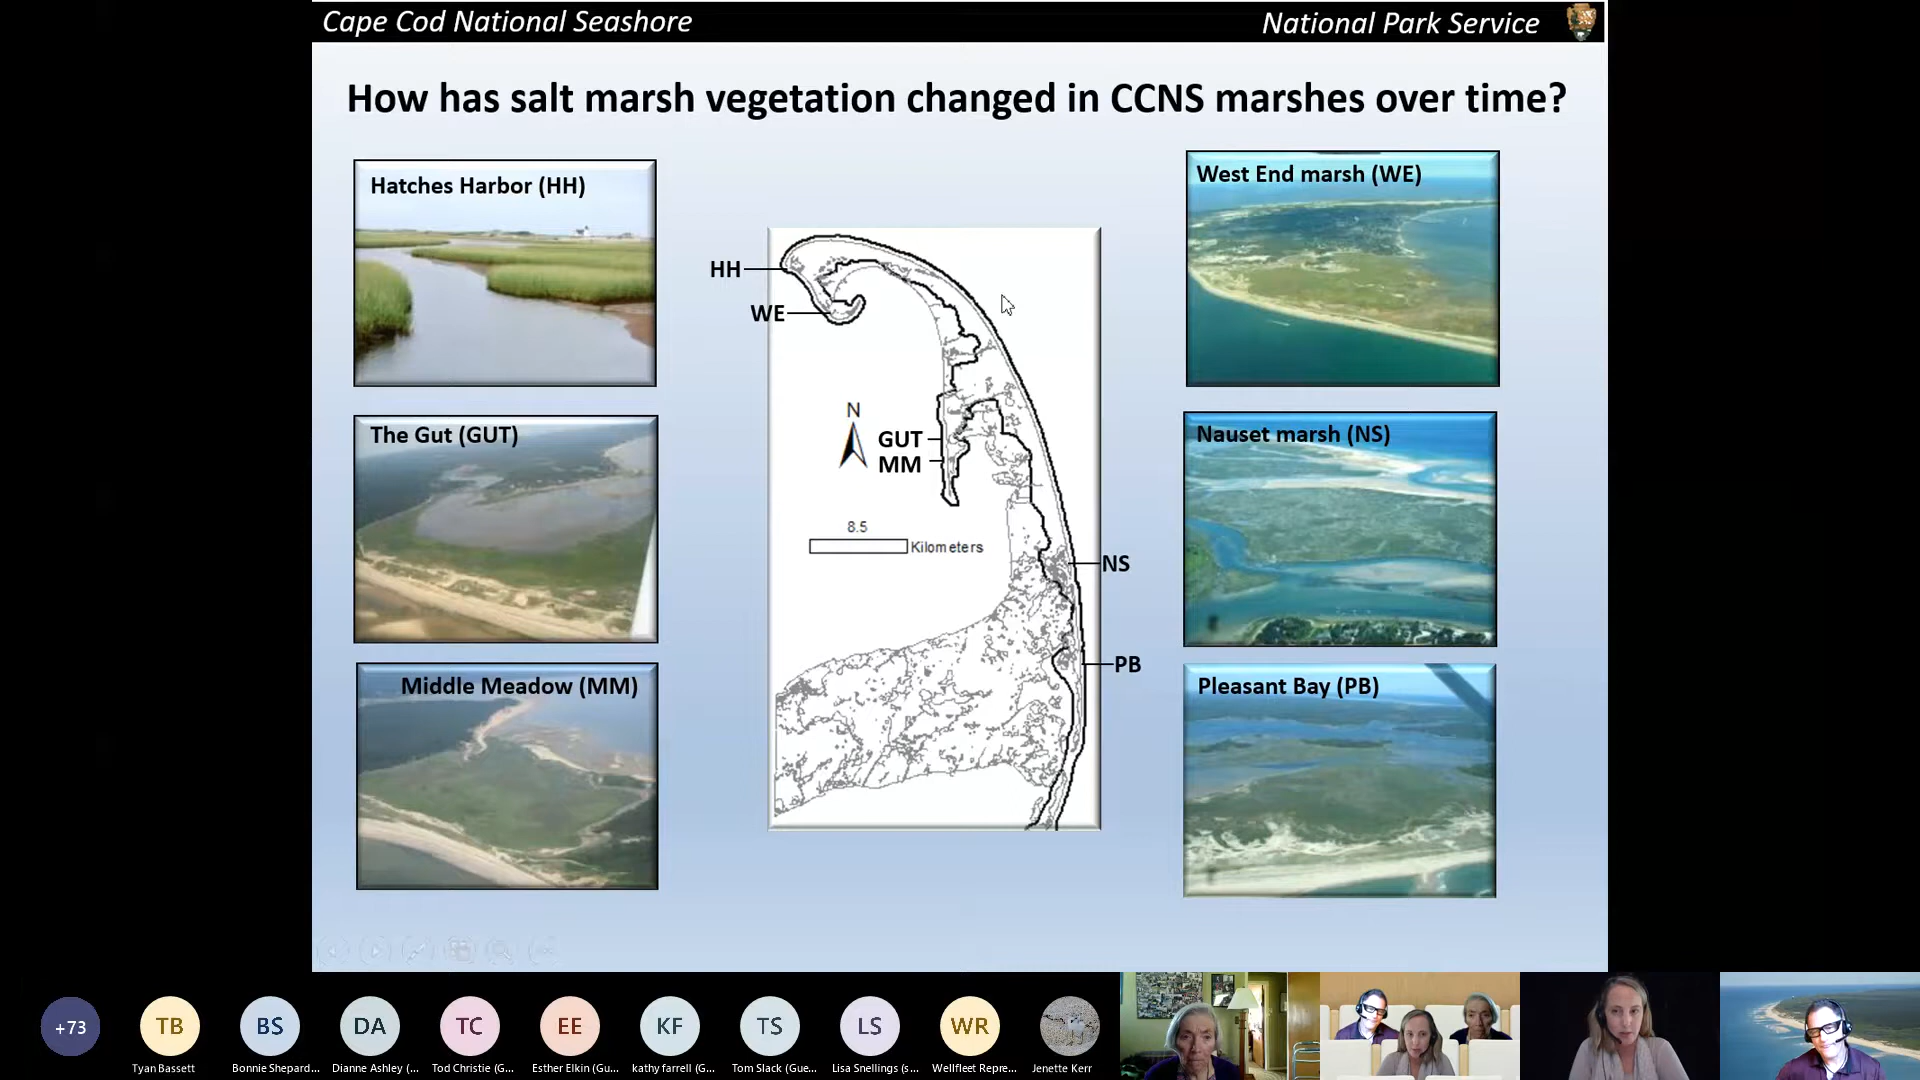 Cape Cod National Seashore
National Park Service
How has salt marsh vegetation changed in CCNS marshes over time?
Hatches Harbor (HH)
West End marsh (WE)
HH
WE
N
GUT
MM
The Gut (GUT)
Nauset marsh (NS)
8.5
Kilometers
NS
PB
Middle Meadow (MM)
Pleasant Bay (PB)
+73
TB
BS
DA
TC
EE
KF
TS
LS
WR
Tyan Bassett
Bonnie Shepard...
Dianne Ashley (...
Tod Christie (G...
Esther Elkin (Gu...
kathy farrell (G...
Tom Slack (Gue...
Lisa Snellings (s...
Wellfleet Repre...
Jenette Kerr